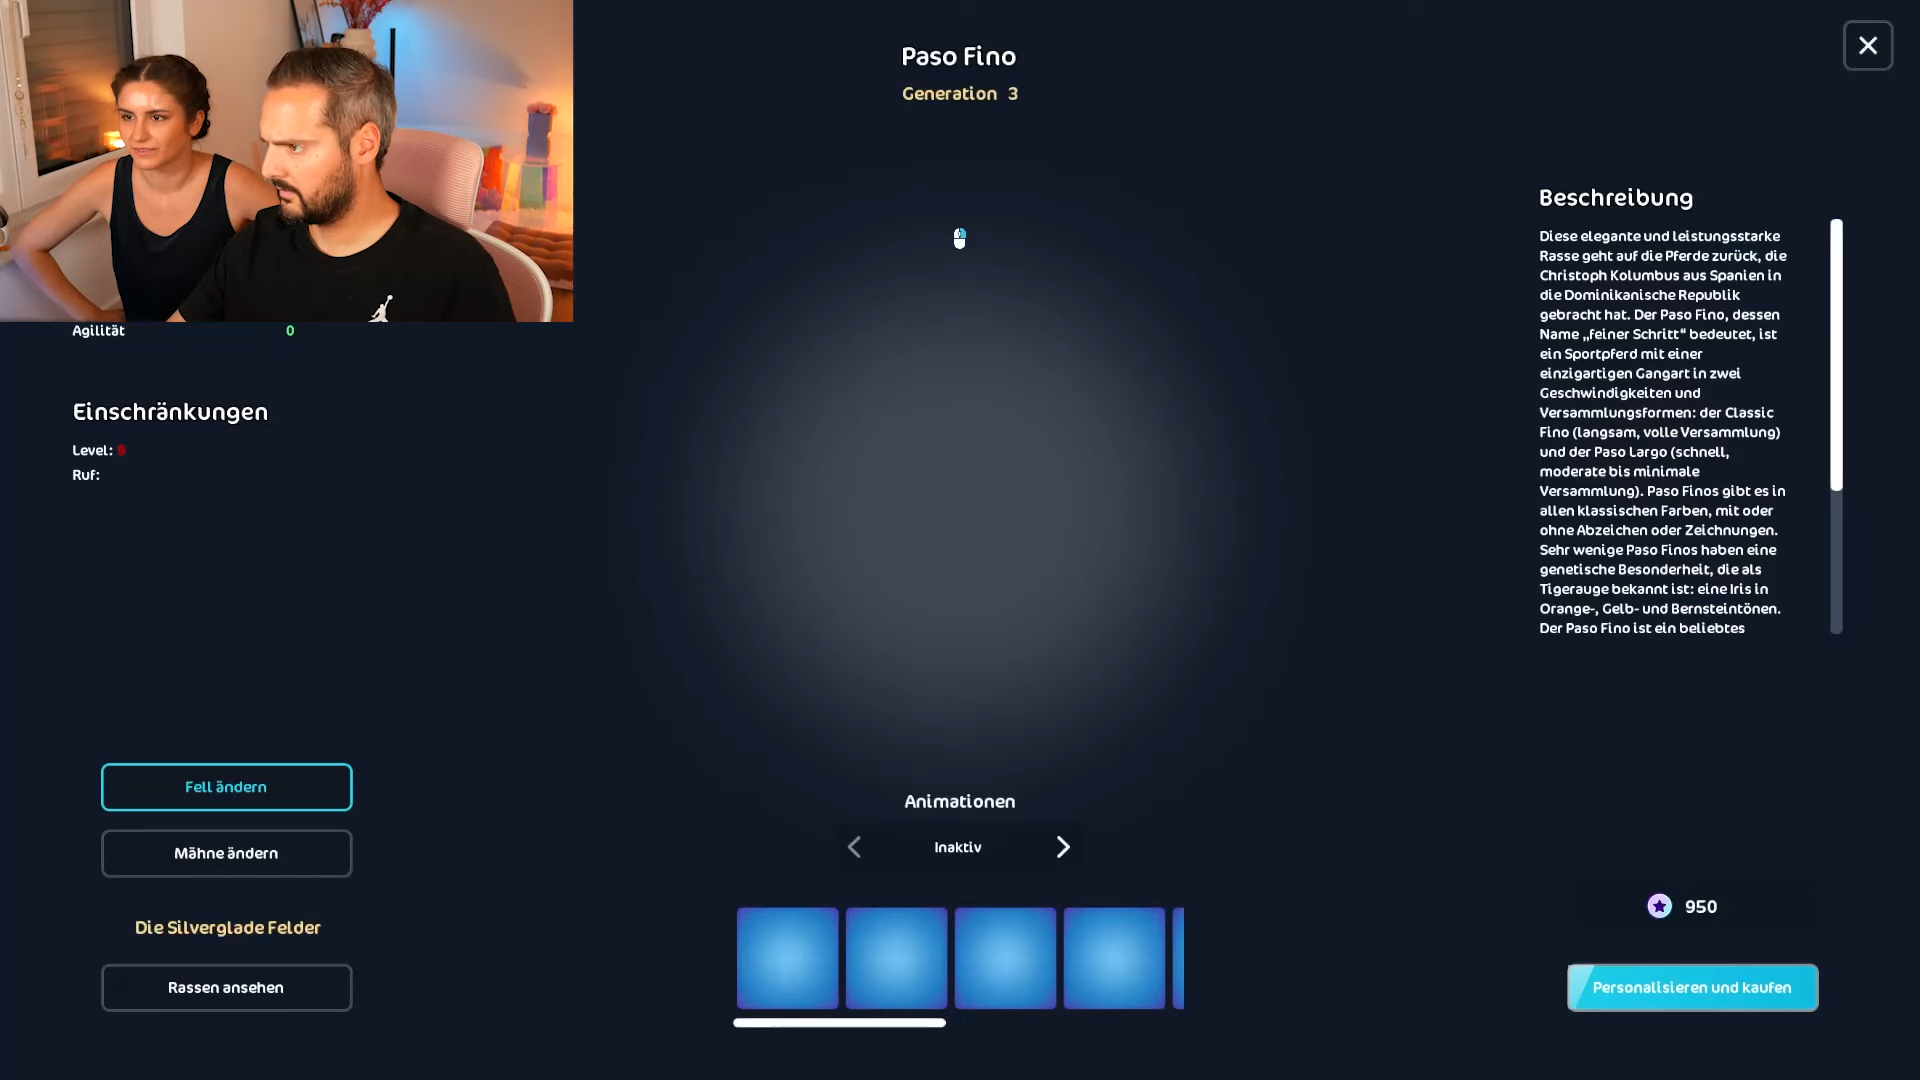 Paso Fino
Generation 3
Agilität 0
Einschränkungen
Level: 9
Ruf:
Fell ändern
Mähne ändern
Die Silverglade Felder
Rassen ansehen
Animationen
Inaktiv
Beschreibung
Diese elegante und leistungsstarke
Rasse geht auf die Pferde zurück, die
Christoph Kolumbus aus Spanien in
die Dominikanische Republik
gebracht hat. Der Paso Fino, dessen
Name „feiner Schritt“ bedeutet, ist
ein Sportpferd mit einer
einzigartigen Gangart in zwei
Geschwindigkeiten und
Versammlungsformen: der Classic
Fino (langsam, volle Versammlung)
und der Paso Largo (schnell,
moderate bis minimale
Versammlung). Paso Finos gibt es in
allen klassischen Farben, mit oder
ohne Abzeichen oder Zeichnungen.
Sehr wenige Paso Finos haben eine
genetische Besonderheit, die als
Tigerauge bekannt ist: eine Iris in
Orange-, Gelb- und Bernsteintönen.
Der Paso Fino ist ein beliebtes
950
Personalisieren und kaufen